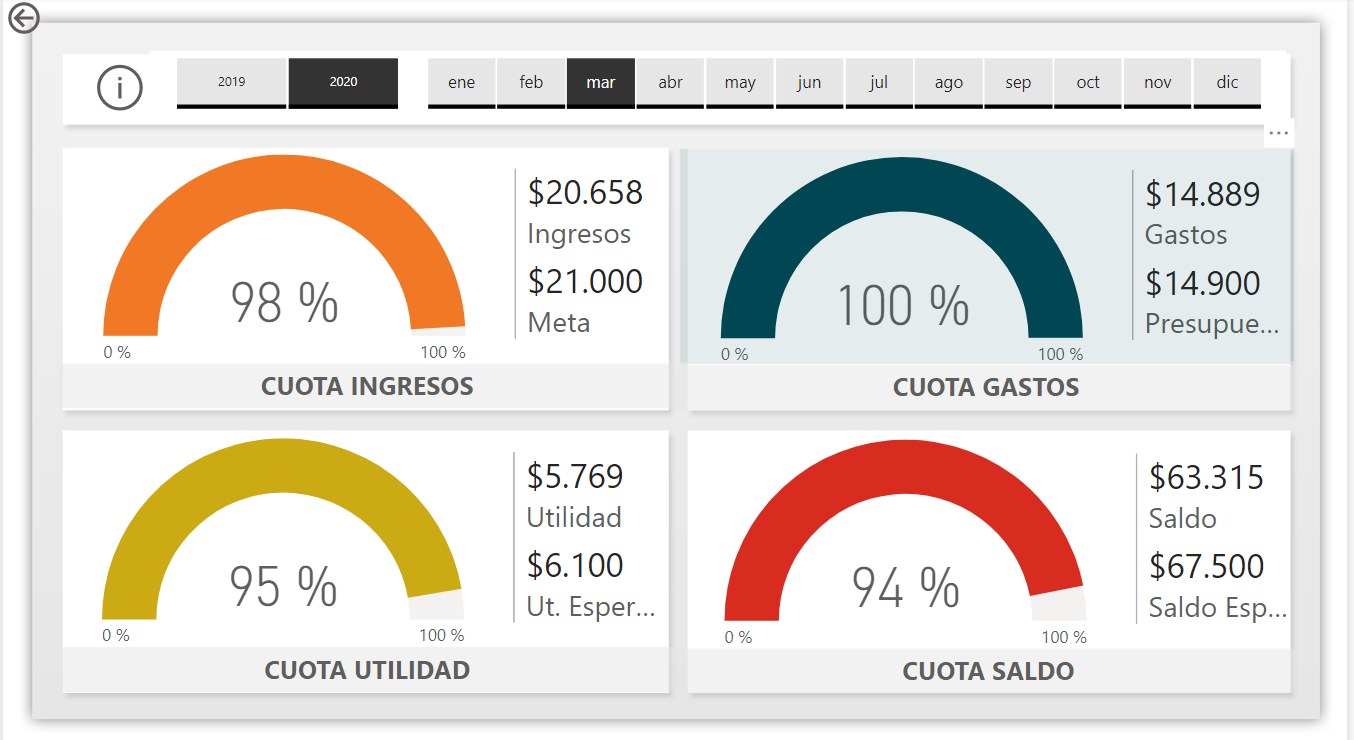 i
2019 2020 ene feb mar abr may jun jul ago sep oct nov dic
...
98 %
0 % 100 %
$20.658
Ingresos
$21.000
Meta
CUOTA INGRESOS
100 %
0 % 100 %
$14.889
Gastos
$14.900
Presupue...
CUOTA GASTOS
95 %
0 % 100 %
$5.769
Utilidad
$6.100
Ut. Esper...
CUOTA UTILIDAD
94 %
0 % 100 %
$63.315
Saldo
$67.500
Saldo Esp...
CUOTA SALDO